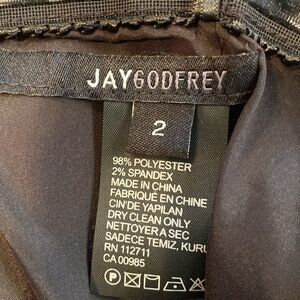 JAYGODFREY
2
98% POLYESTER
2% SPANDEX
MADE IN CHINA
FABRIQUÉ EN CHINE
CIN'DE YAPILAN
DRY CLEAN ONLY
NETTOYER A SEC
SADECE TEMIZ, KURU
RN 112711
CA 00985
P